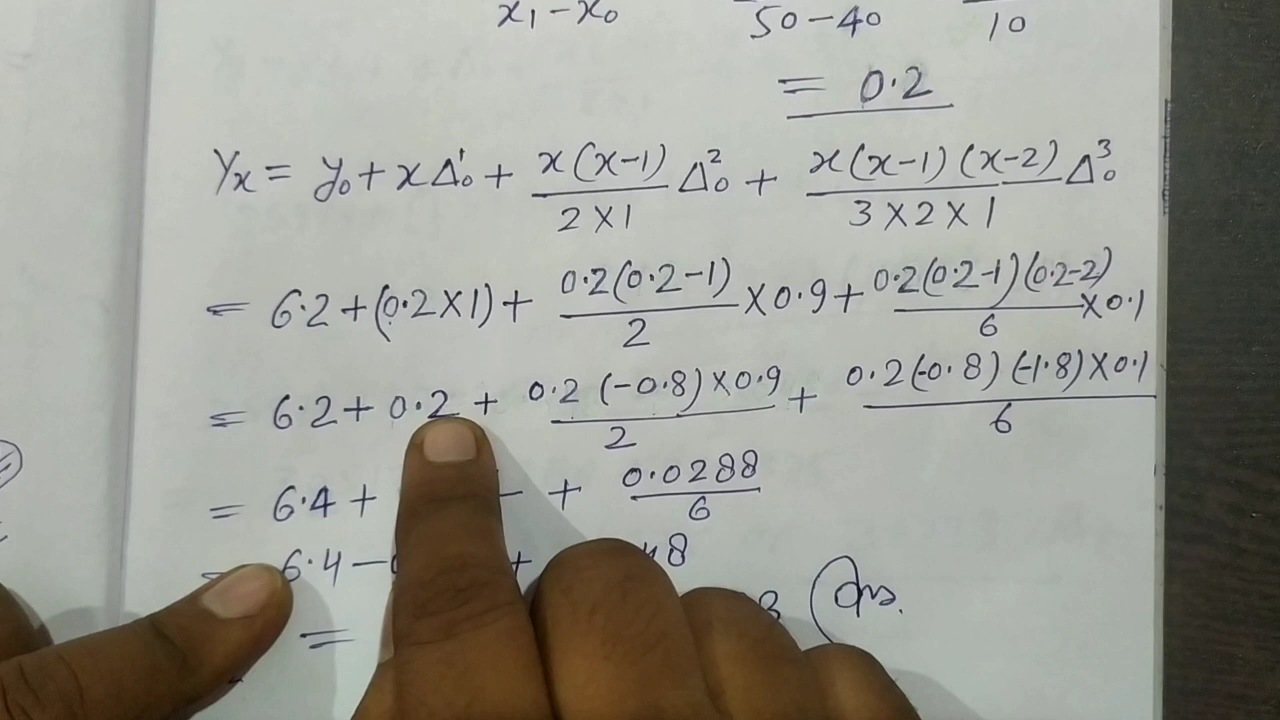 x₁-x₀ 50-40 10
= 0.2
Yx = y₀ + xΔ¹₀ + x(x-1)/2×1 Δ²₀ + x(x-1)(x-2)/3×2×1 Δ³₀
= 6.2+(0.2×1)+ 0.2(0.2-1)/2 ×0.9+ 0.2(0.2-1)(0.2-2)/6 ×0.1
= 6.2+0.2 + 0.2(-0.8)×0.9/2 + 0.2(-0.8)(-1.8)×0.1/6
= 6.4+ + 0.0288/6
= 6.4- + 48
= 3 (Ans.